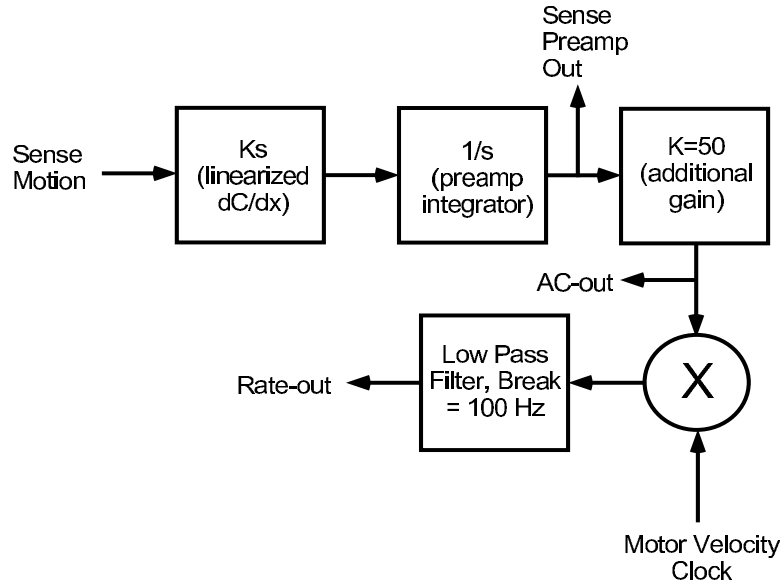 Sense
Preamp
Out
Sense
Motion
Ks
(linearized
dC/dx)
1/s
(preamp
integrator)
K=50
(additional
gain)
AC-out
X
Low Pass
Filter, Break
= 100 Hz
Rate-out
Motor Velocity
Clock